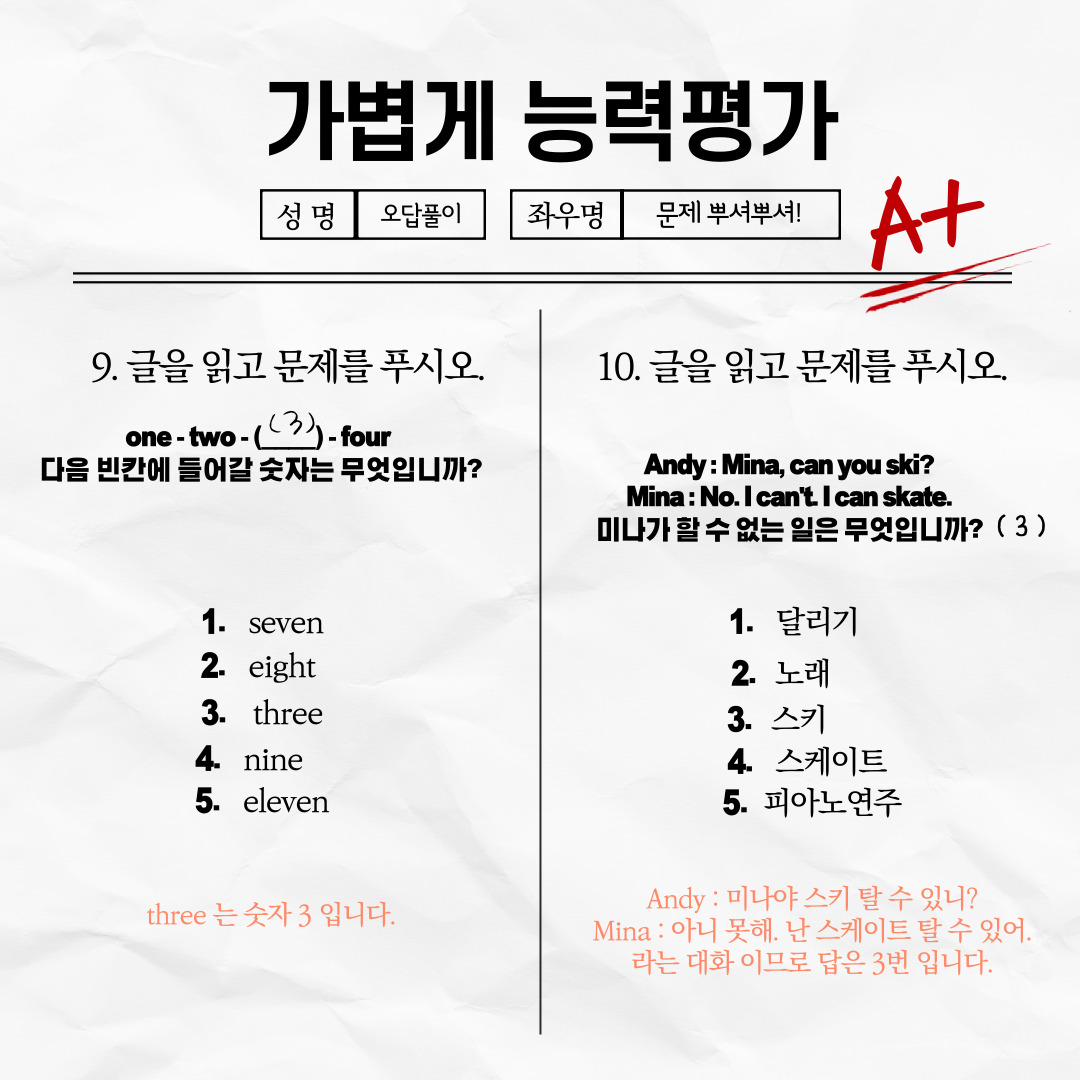 가볍게 능력평가
성 명 오답풀이 좌우명 문제 뿌셔뿌셔!
A+
9. 글을 읽고 문제를 푸시오.
one - two - ( (3) ) - four
다음 빈칸에 들어갈 숫자는 무엇입니까?
1. seven
2. eight
3. three
4. nine
5. eleven
three 는 숫자 3 입니다.
10. 글을 읽고 문제를 푸시오.
Andy : Mina, can you ski?
Mina : No. I can't. I can skate.
미나가 할 수 없는 일은 무엇입니까? ( 3 )
1. 달리기
2. 노래
3. 스키
4. 스케이트
5. 피아노연주
Andy : 미나야 스키 탈 수 있니?
Mina : 아니 못해. 난 스케이트 탈 수 있어.
라는 대화 이므로 답은 3번 입니다.